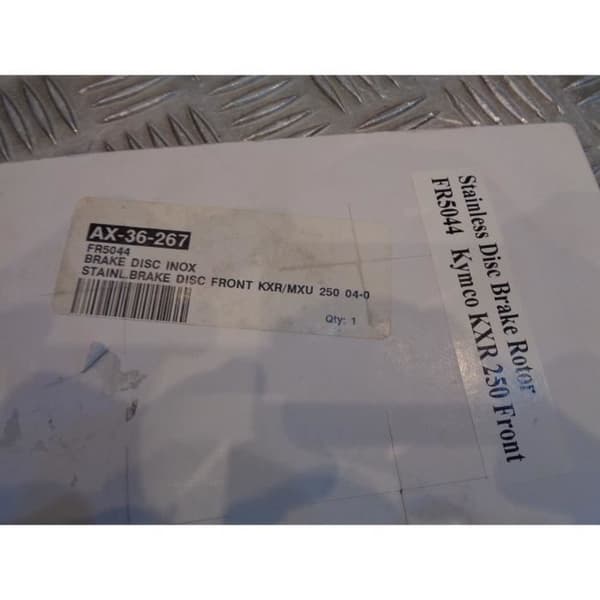 AX-36-267
FR5044
BRAKE DISC INOX
STAINL.BRAKE DISC FRONT KXR/MXU 250 04-0
Qty: 1
Stainless Disc Brake Rotor
FR5044 Kymco KXR 250 Front